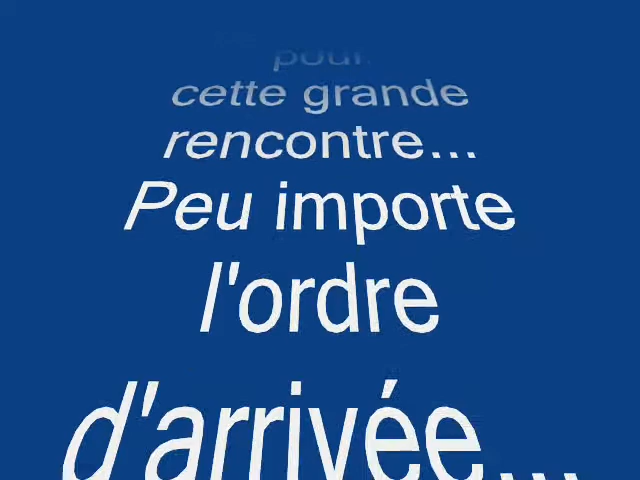 pour
cette grande
rencontre...
Peu importe
l'ordre
d'arrivée...